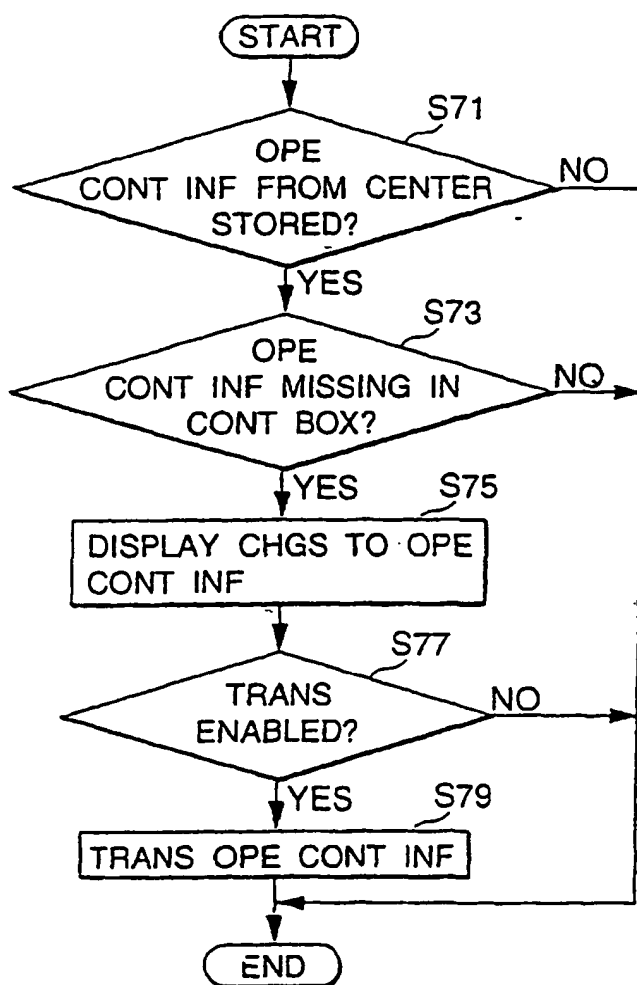 START
S71
OPE
CONT INF FROM CENTER
STORED?
NO
YES
S73
OPE
CONT INF MISSING IN
CONT BOX?
NO
YES
S75
DISPLAY CHGS TO OPE
CONT INF
S77
TRANS
ENABLED?
NO
YES
S79
TRANS OPE CONT INF
END